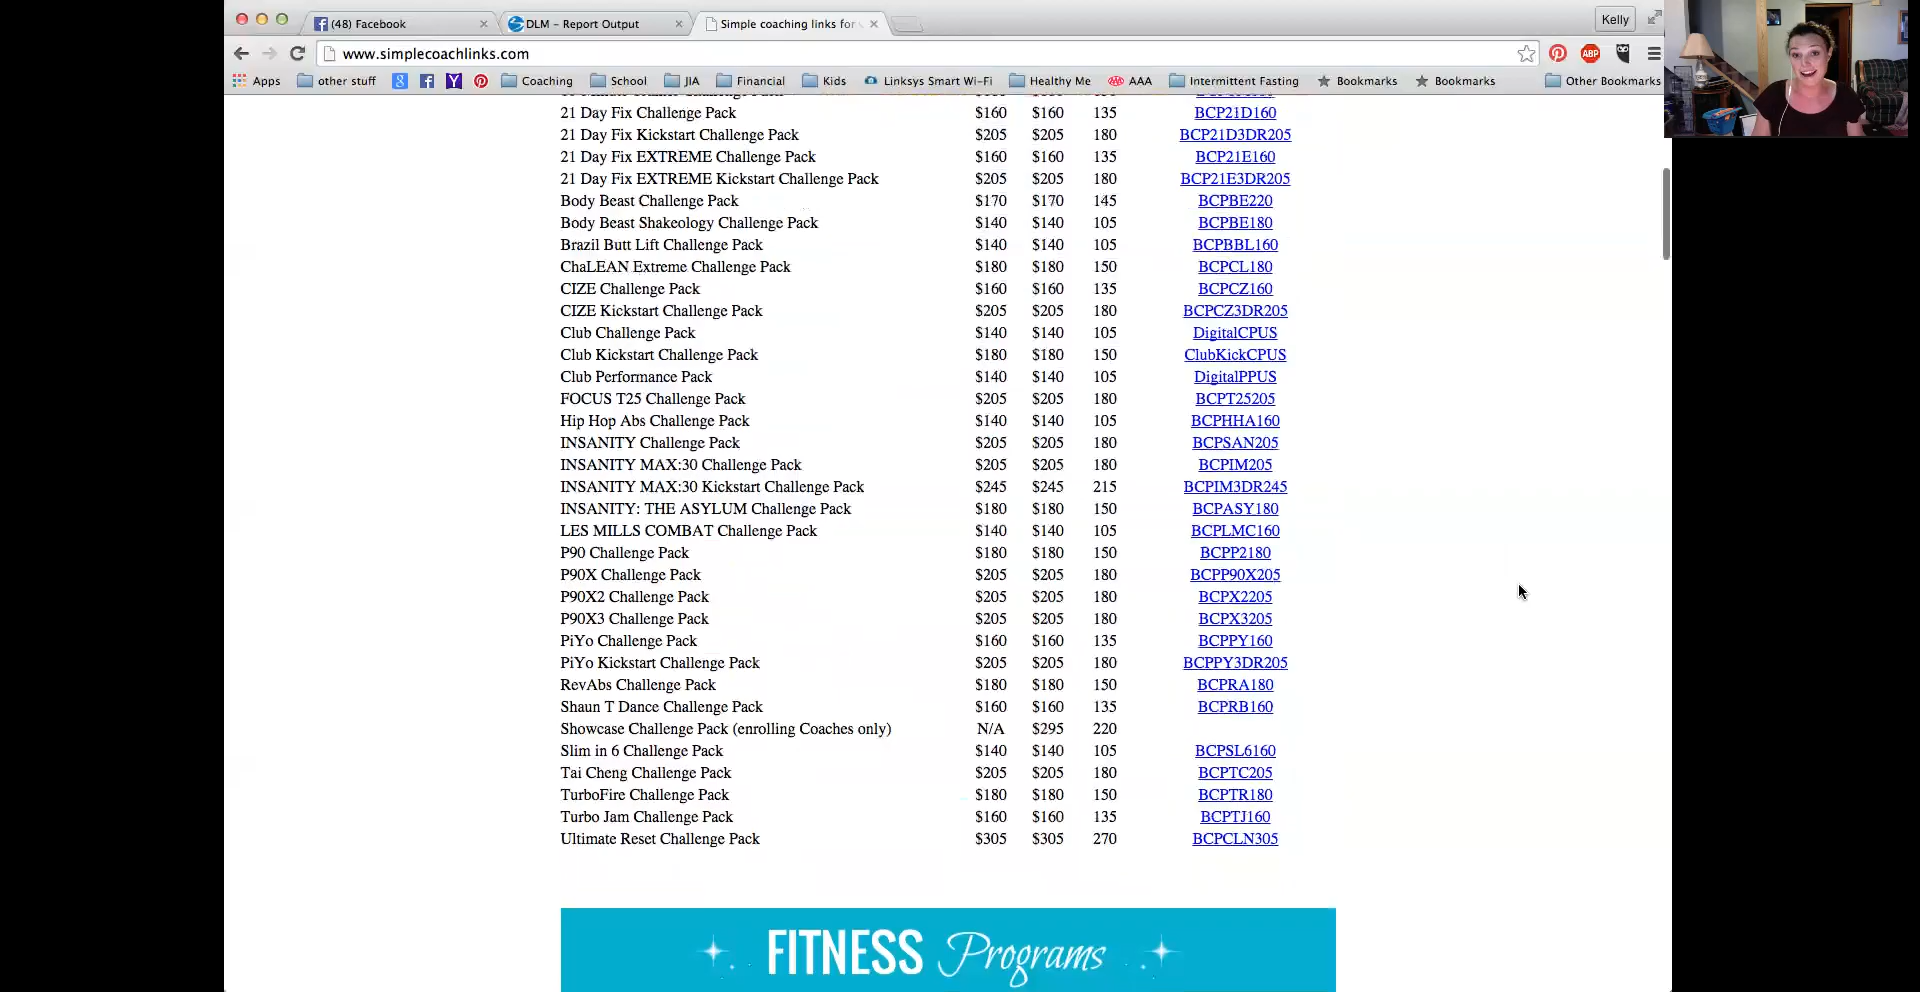 (48) Facebook
DLM - Report Output
Simple coaching links for
Kelly
www.simplecoachlinks.com
ABP
Apps other stuff Coaching School JIA Financial Kids Linksys Smart Wi-Fi Healthy Me AAA Intermittent Fasting Bookmarks Bookmarks Other Bookmarks
21 Day Fix Challenge Pack $160 $160 135 BCP21D160
21 Day Fix Kickstart Challenge Pack $205 $205 180 BCP21D3DR205
21 Day Fix EXTREME Challenge Pack $160 $160 135 BCP21E160
21 Day Fix EXTREME Kickstart Challenge Pack $205 $205 180 BCP21E3DR205
Body Beast Challenge Pack $170 $170 145 BCPBE220
Body Beast Shakeology Challenge Pack $140 $140 105 BCPBE180
Brazil Butt Lift Challenge Pack $140 $140 105 BCPBBL160
ChaLEAN Extreme Challenge Pack $180 $180 150 BCPCL180
CIZE Challenge Pack $160 $160 135 BCPCZ160
CIZE Kickstart Challenge Pack $205 $205 180 BCPCZ3DR205
Club Challenge Pack $140 $140 105 DigitalCPUS
Club Kickstart Challenge Pack $180 $180 150 ClubKickCPUS
Club Performance Pack $140 $140 105 DigitalPPUS
FOCUS T25 Challenge Pack $205 $205 180 BCPT25205
Hip Hop Abs Challenge Pack $140 $140 105 BCPHHA160
INSANITY Challenge Pack $205 $205 180 BCPSAN205
INSANITY MAX:30 Challenge Pack $205 $205 180 BCPIM205
INSANITY MAX:30 Kickstart Challenge Pack $245 $245 215 BCPIM3DR245
INSANITY: THE ASYLUM Challenge Pack $180 $180 150 BCPASY180
LES MILLS COMBAT Challenge Pack $140 $140 105 BCPLMC160
P90 Challenge Pack $180 $180 150 BCPP2180
P90X Challenge Pack $205 $205 180 BCPP90X205
P90X2 Challenge Pack $205 $205 180 BCPX2205
P90X3 Challenge Pack $205 $205 180 BCPX3205
PiYo Challenge Pack $160 $160 135 BCPPY160
PiYo Kickstart Challenge Pack $205 $205 180 BCPPY3DR205
RevAbs Challenge Pack $180 $180 150 BCPRA180
Shaun T Dance Challenge Pack $160 $160 135 BCPRB160
Showcase Challenge Pack (enrolling Coaches only) N/A $295 220
Slim in 6 Challenge Pack $140 $140 105 BCPSL6160
Tai Cheng Challenge Pack $205 $205 180 BCPTC205
TurboFire Challenge Pack $180 $180 150 BCPTR180
Turbo Jam Challenge Pack $160 $160 135 BCPTJ160
Ultimate Reset Challenge Pack $305 $305 270 BCPCLN305
FITNESS Programs